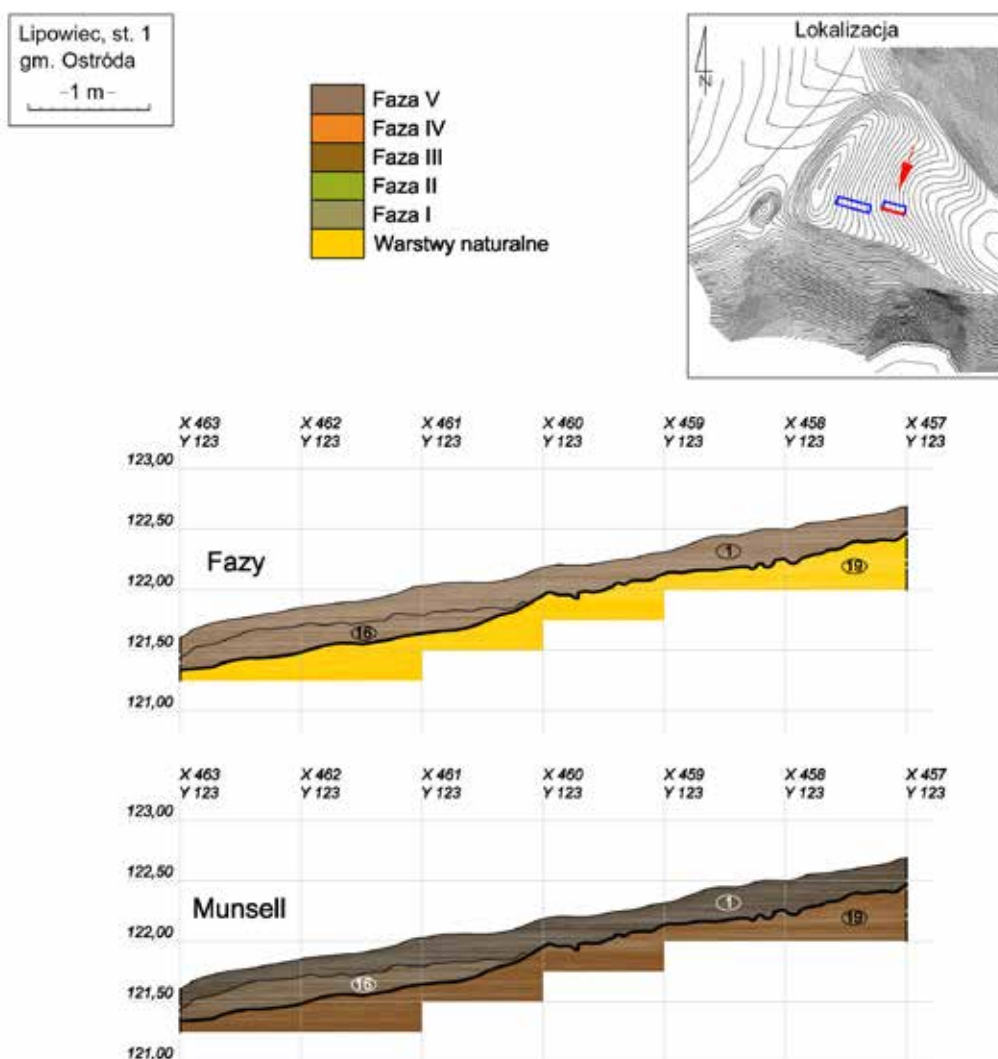 Lipowiec, st. 1
gm. Ostróda
-1 m-
Faza V
Faza IV
Faza III
Faza II
Faza I
Warstwy naturalne
Lokalizacja
N
X 463 X 462 X 461 X 460 X 459 X 458 X 457
Y 123 Y 123 Y 123 Y 123 Y 123 Y 123 Y 123
123,00
122,50
122,00
121,50
121,00
Fazy
1
19
16
X 463 X 462 X 461 X 460 X 459 X 458 X 457
Y 123 Y 123 Y 123 Y 123 Y 123 Y 123 Y 123
123,00
122,50
122,00
121,50
121,00
Munsell
1
19
16